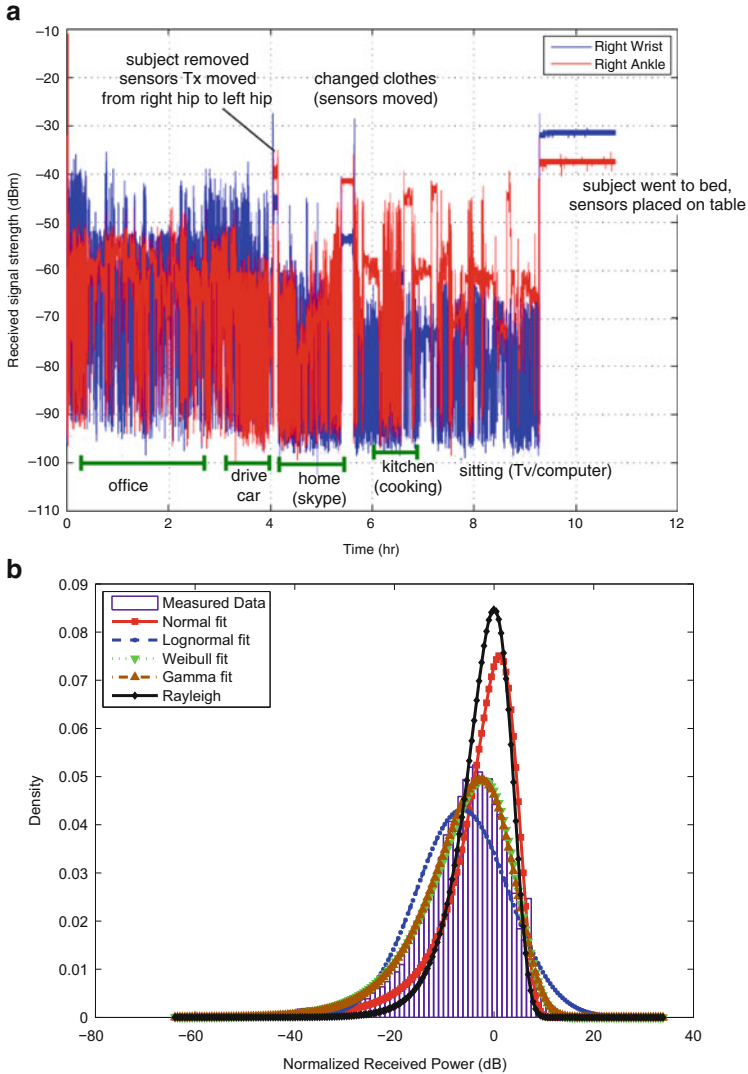 a
subject removed
sensors Tx moved
from right hip to left hip
changed clothes
(sensors moved)
Right Wrist
Right Ankle
subject went to bed,
sensors placed on table
office
drive
car
home
(skype)
kitchen
(cooking)
sitting (Tv/computer)
Received signal strength (dBm)
−10
−20
−30
−40
−50
−60
−70
−80
−90
−100
−110
0
2
4
6
8
10
12
Time (hr)
b
Measured Data
Normal fit
Lognormal fit
Weibull fit
Gamma fit
Rayleigh
Density
0.09
0.08
0.07
0.06
0.05
0.04
0.03
0.02
0.01
0
−80
−60
−40
−20
0
20
40
Normalized Received Power (dB)